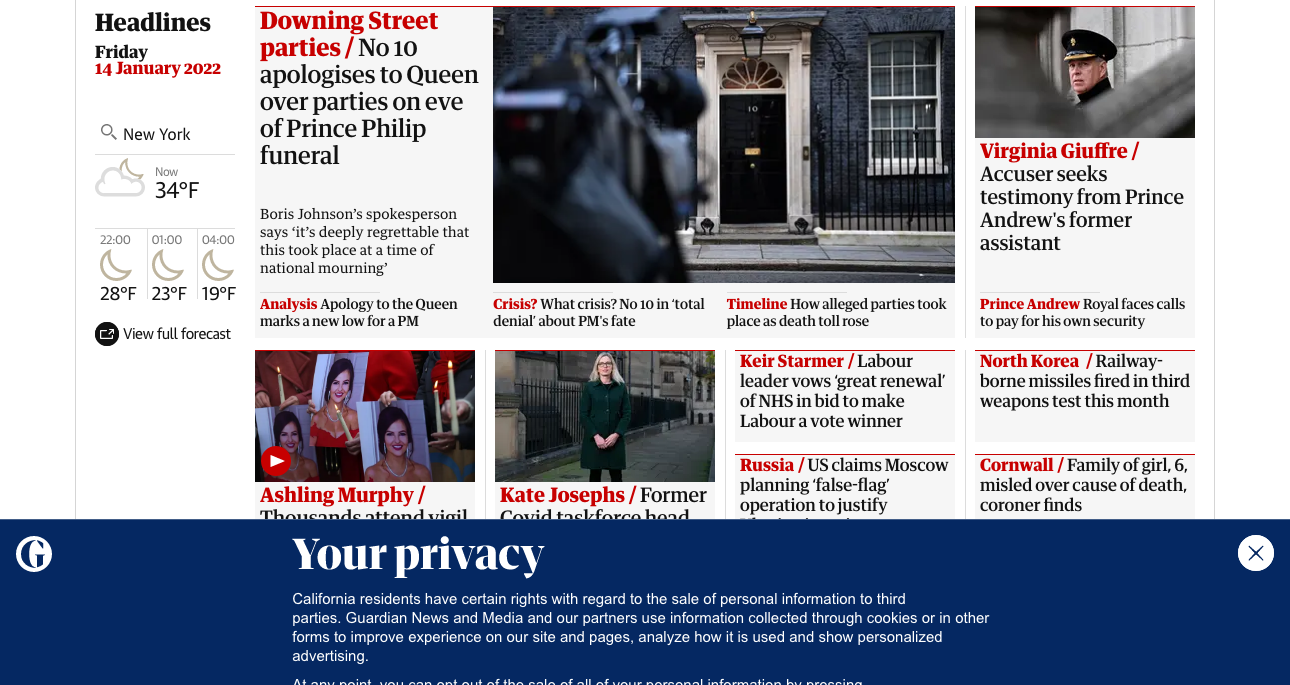 Headlines
Friday
14 January 2022
New York
Now
34°F
22:00
01:00
04:00
28°F
23°F
19°F
View full forecast
Downing Street
parties / No 10
apologises to Queen
over parties on eve
of Prince Philip
funeral
Boris Johnson’s spokesperson
says ‘it’s deeply regrettable that
this took place at a time of
national mourning’
Analysis Apology to the Queen
marks a new low for a PM
10
Crisis? What crisis? No 10 in ‘total
denial’ about PM's fate
Timeline How alleged parties took
place as death toll rose
Virginia Giuffre /
Accuser seeks
testimony from Prince
Andrew's former
assistant
Prince Andrew Royal faces calls
to pay for his own security
Ashling Murphy /
Thousands attend vigil
Kate Josephs / Former
Covid taskforce head
Keir Starmer / Labour
leader vows ‘great renewal’
of NHS in bid to make
Labour a vote winner
Russia / US claims Moscow
planning ‘false-flag’
operation to justify
North Korea / Railway-
borne missiles fired in third
weapons test this month
Cornwall / Family of girl, 6,
misled over cause of death,
coroner finds
G
Your privacy
California residents have certain rights with regard to the sale of personal information to third
parties. Guardian News and Media and our partners use information collected through cookies or in other
forms to improve experience on our site and pages, analyze how it is used and show personalized
advertising.
At any point, you can opt out of the sale of all of your personal information by pressing